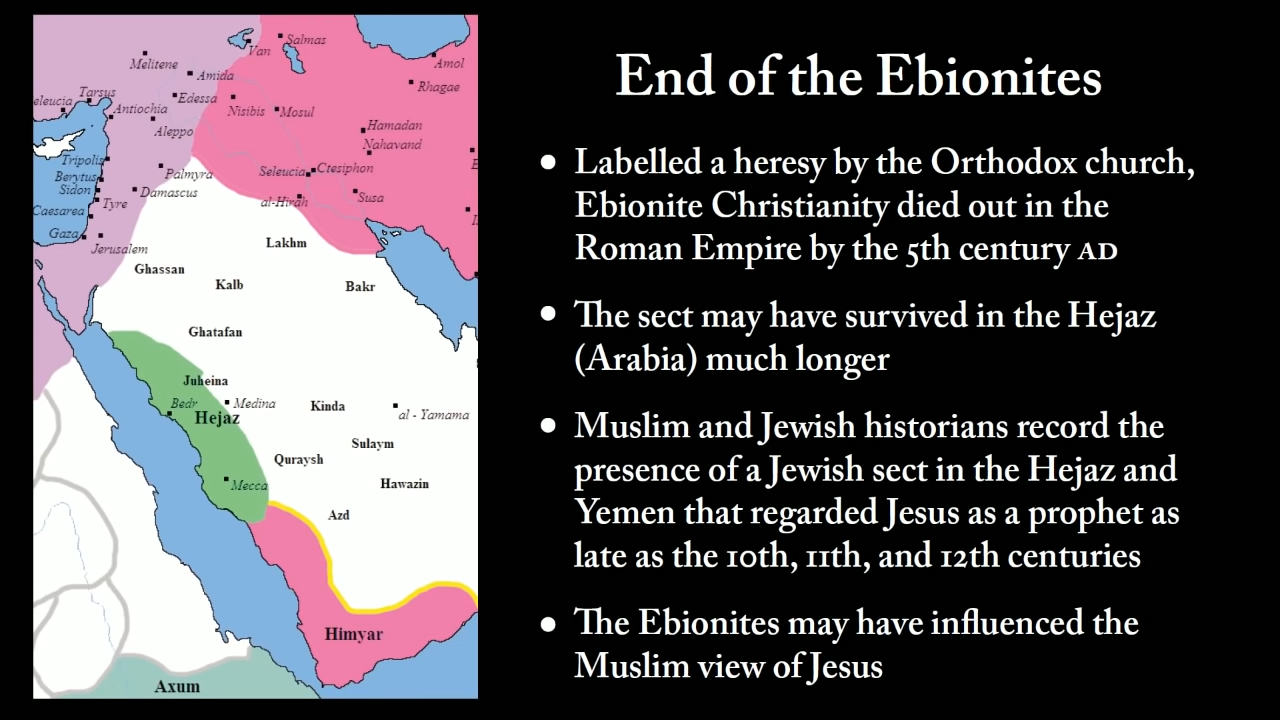 End of the Ebionites
• Labelled a heresy by the Orthodox church,
Ebionite Christianity died out in the
Roman Empire by the 5th century AD
• The sect may have survived in the Hejaz
(Arabia) much longer
• Muslim and Jewish historians record the
presence of a Jewish sect in the Hejaz and
Yemen that regarded Jesus as a prophet as
late as the 10th, 11th, and 12th centuries
• The Ebionites may have influenced the
Muslim view of Jesus
Salmas
Van
Melitene
Amol
Amida
Rhagae
Tarsus
eleucia
Edessa
Antiochia
Nisibis
Mosul
Aleppo
Hamadan
Nahavand
Tripolis
E
Palmyra
Seleucia
Ctesiphon
Berytus
Sidon
Damascus
Susa
Tyre
al-Hirah
Caesarea
I
Gaza
Jerusalem
Lakhm
Ghassan
Kalb
Bakr
Ghatafan
Juheina
Bedr
Medina
Kinda
al - Yamama
Hejaz
Sulaym
Quraysh
Mecca
Hawazin
Azd
Himyar
Axum